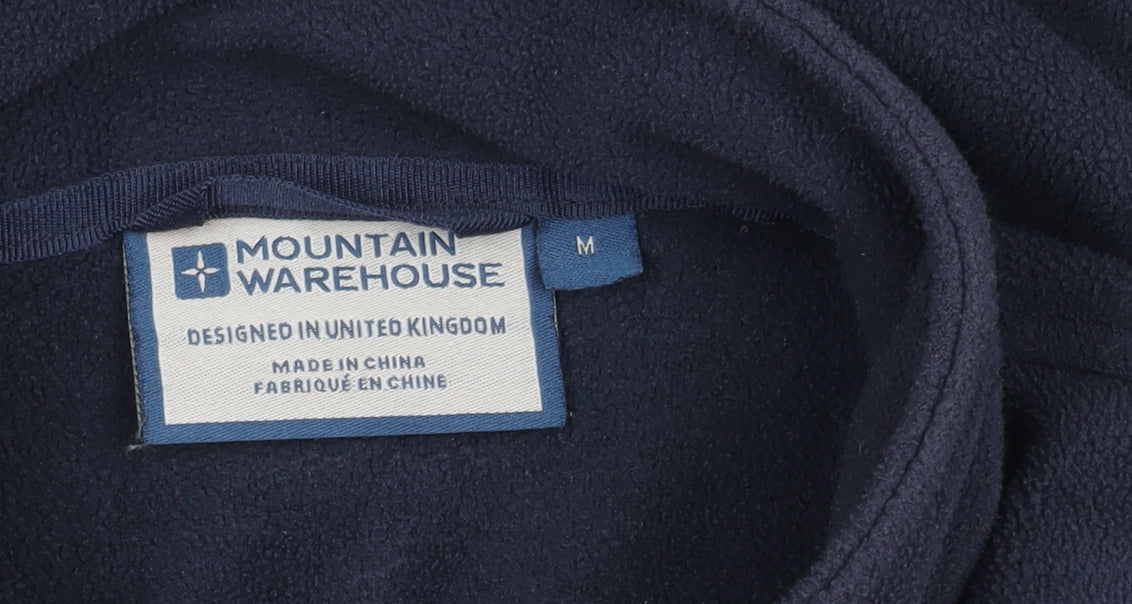 MOUNTAIN
WAREHOUSE
M
DESIGNED IN UNITED KINGDOM
MADE IN CHINA
FABRIQUÉ EN CHINE